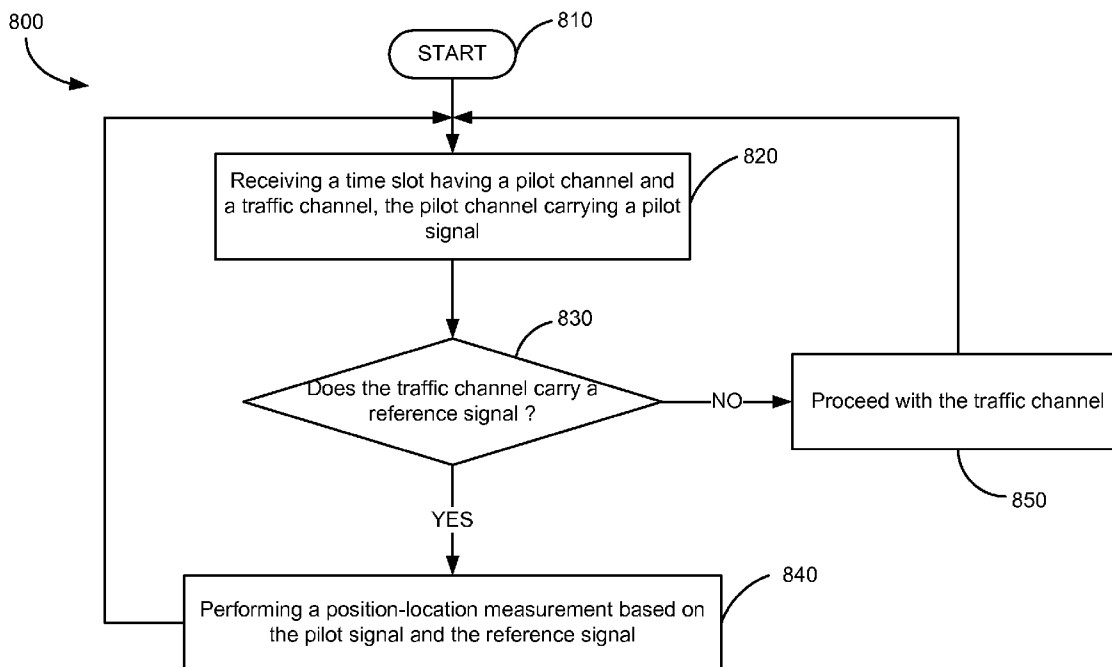 800
START
810
Receiving a time slot having a pilot channel and
a traffic channel, the pilot channel carrying a pilot
signal
820
Does the traffic channel carry a
reference signal ?
830
NO
Proceed with the traffic channel
850
YES
Performing a position-location measurement based on
the pilot signal and the reference signal
840